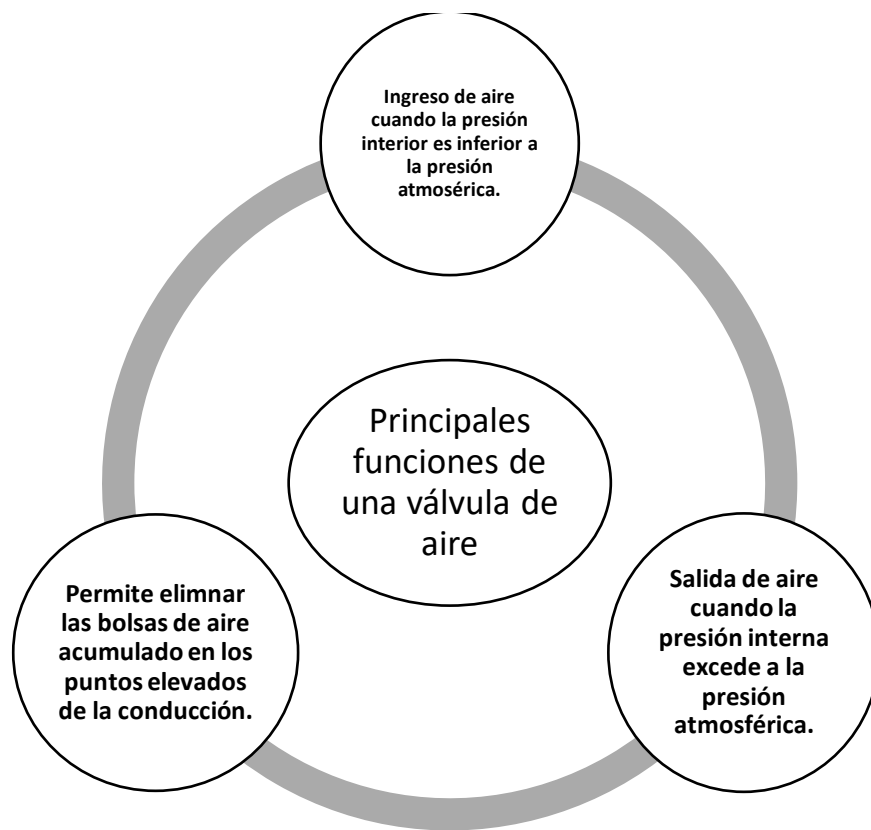 Ingreso de aire
cuando la presión
interior es inferior a
la presión
atmosérica.
Principales
funciones de
una válvula de
aire
Salida de aire
cuando la
presión interna
excede a la
presión
atmosférica.
Permite elimnar
las bolsas de aire
acumulado en los
puntos elevados
de la conducción.